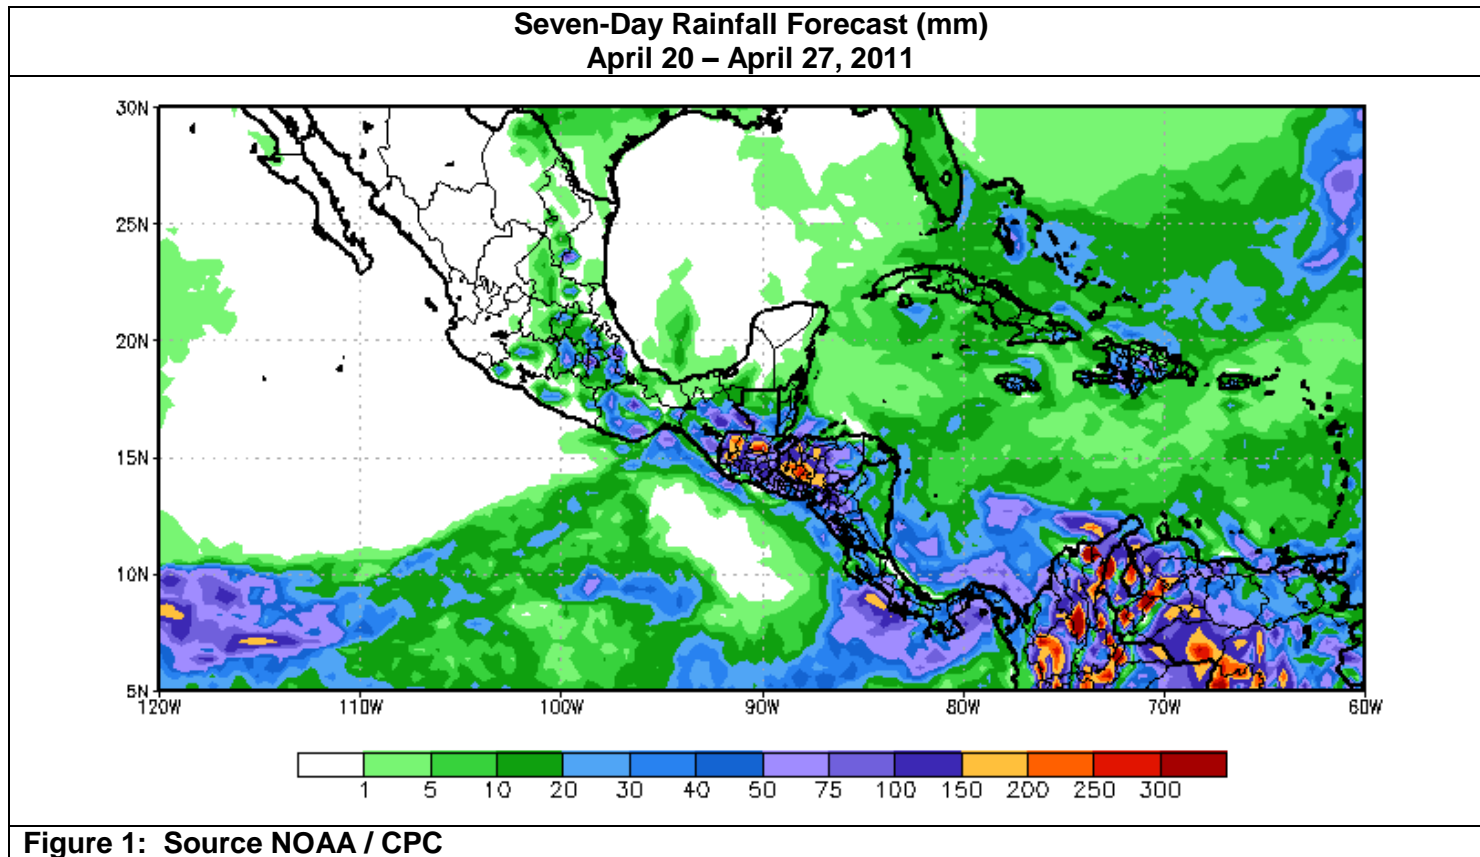 Seven-Day Rainfall Forecast (mm)
April 20 – April 27, 2011
30N
25N
20N
15N
10N
5N
120W 110W 100W 90W 80W 70W 60W
1 5 10 20 30 40 50 75 100 150 200 250 300
Figure 1: Source NOAA / CPC